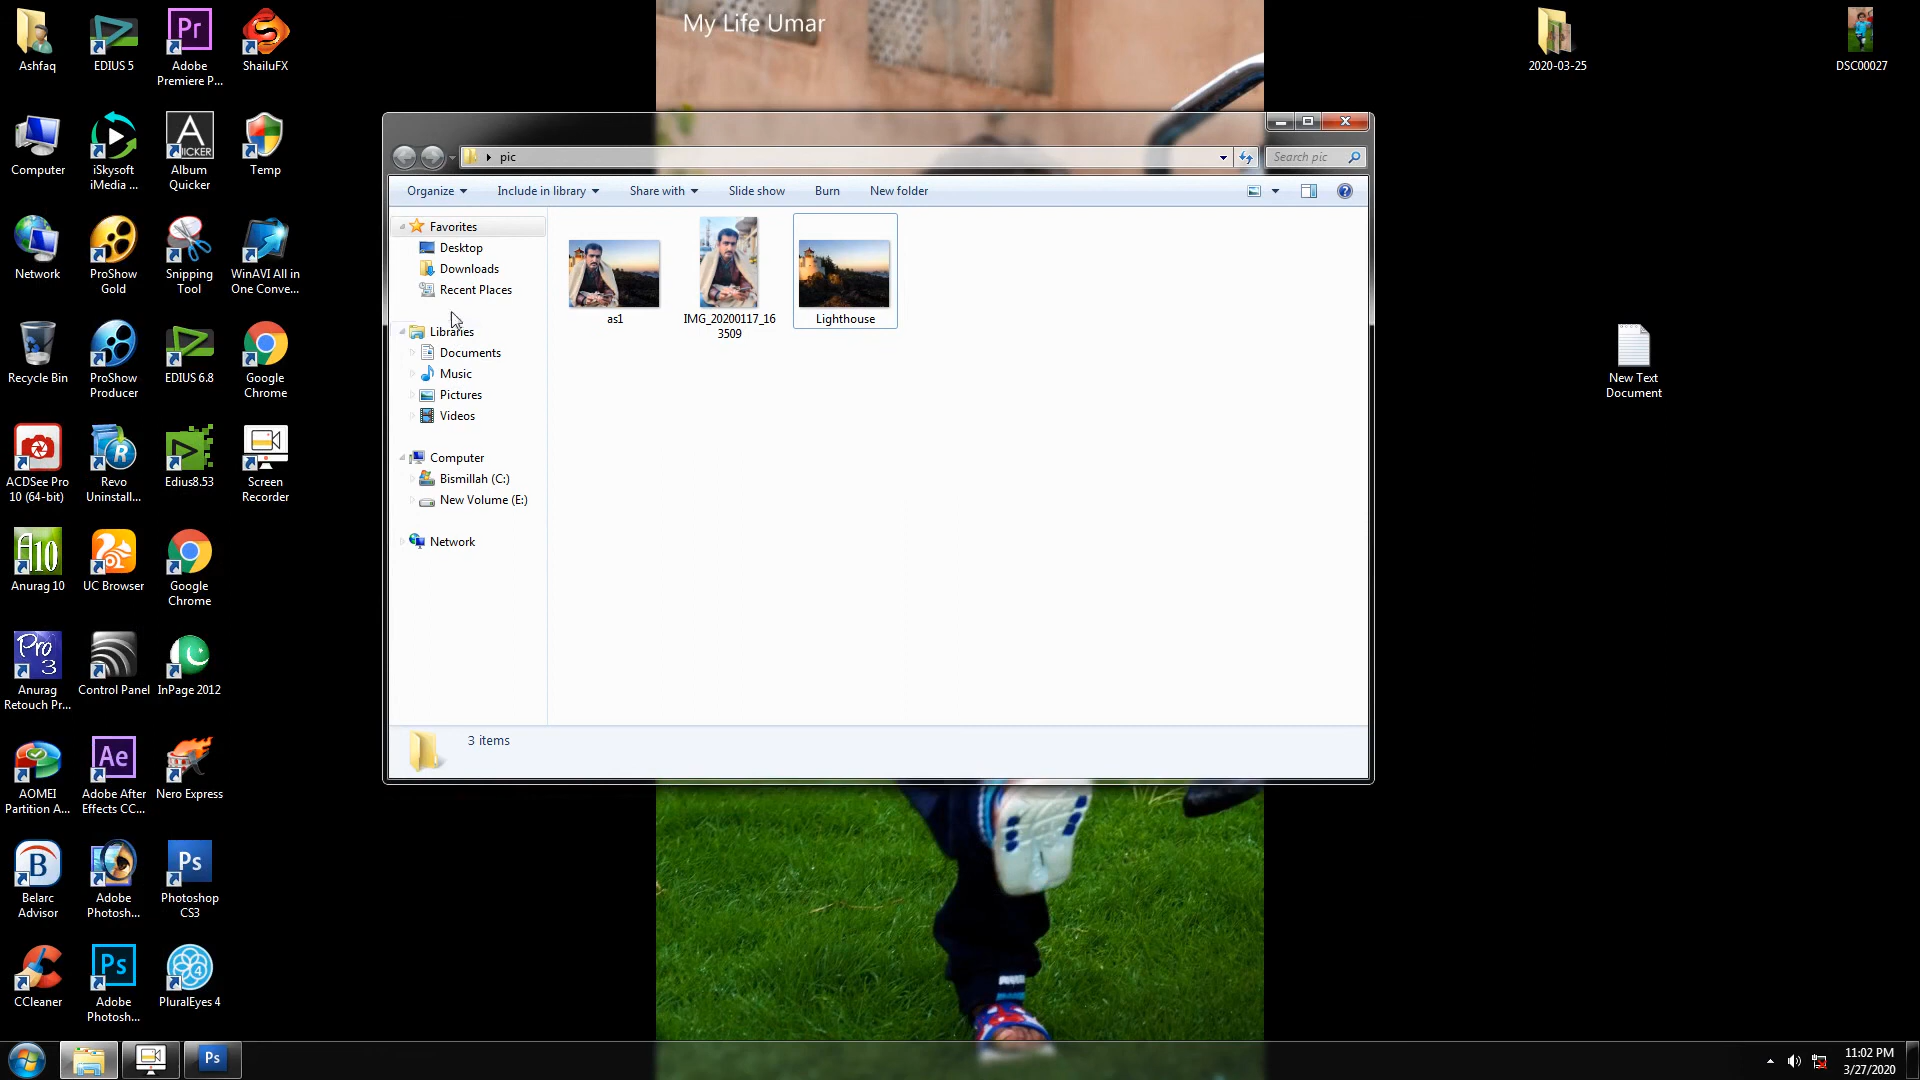 My Life Umar
Ashfaq
EDIUS 5
Adobe
Premiere P...
ShailuFX
2020-03-25
DSC00027
Computer
iSkysoft
iMedia ...
Album
Quicker
Temp
Network
ProShow
Gold
Snipping
Tool
WinAVI All in
One Conve...
Recycle Bin
ProShow
Producer
EDIUS 6.8
Google
Chrome
ACDSee Pro
10 (64-bit)
Revo
Uninstall...
Edius8.53
Screen
Recorder
Anurag 10
UC Browser
Google
Chrome
Anurag
Retouch Pr...
Control Panel
InPage 2012
AOMEI
Partition A...
Adobe After
Effects CC...
Nero Express
Belarc
Advisor
Adobe
Photosh...
Photoshop
CS3
CCleaner
Adobe
Photosh...
PluralEyes 4
pic
Search pic
Organize
Include in library
Share with
Slide show
Burn
New folder
Favorites
Desktop
Downloads
Recent Places
Libraries
Documents
Music
Pictures
Videos
Computer
Bismillah (C:)
New Volume (E:)
Network
as1
IMG_20200117_16
3509
Lighthouse
3 items
New Text
Document
Ps
11:02 PM
3/27/2020